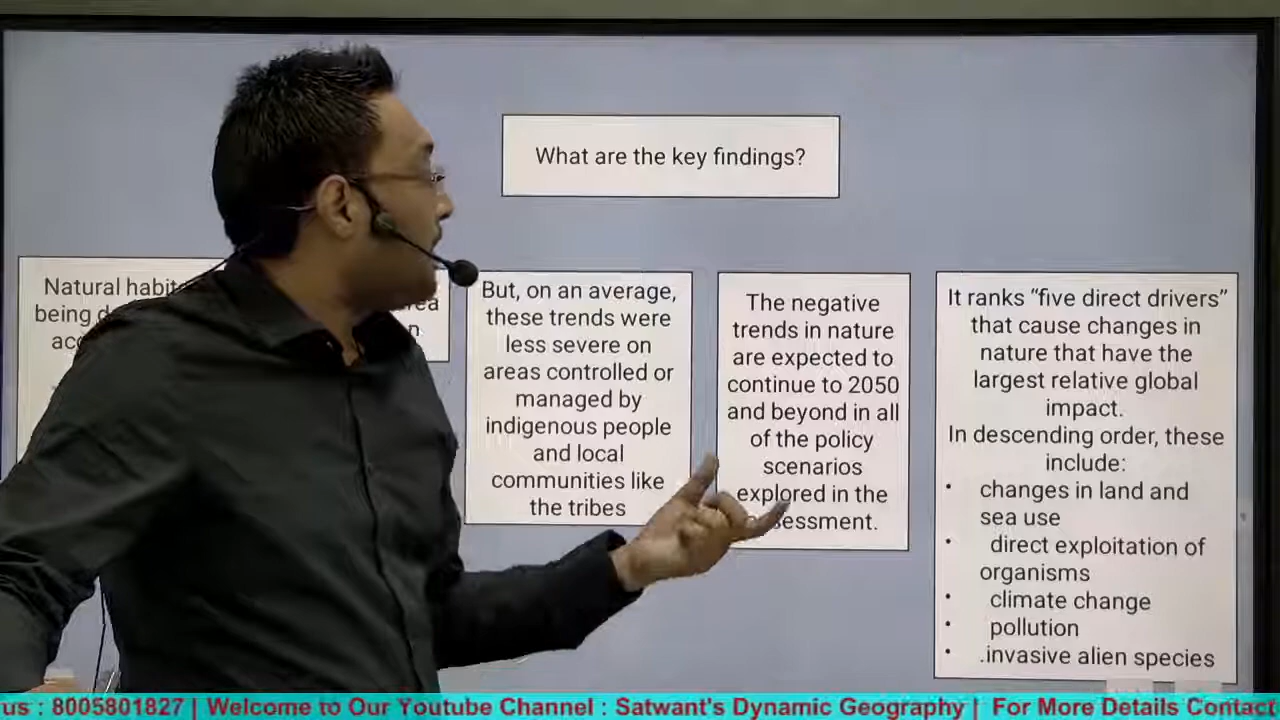 What are the key findings?
Natural
being
But, on an average,
these trends were
less severe on
areas controlled or
managed by
indigenous people
and local
communities like
the tribes
The negative
trends in nature
are expected to
continue to 2050
and beyond in all
of the policy
scenarios
explored in the
It ranks “five direct drivers”
that cause changes in
nature that have the
largest relative global
impact.
In descending order, these
include:
• changes in land and
sea use
• direct exploitation of
organisms
• climate change
• pollution
• .invasive alien species
us : 8005801827 | Welcome to Our Youtube Channel : Satwant's Dynamic Geography | For More Details Contact